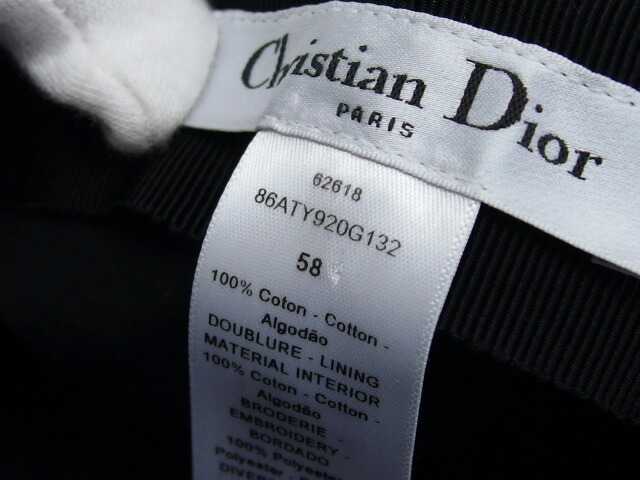 Christian Dior
PARIS
62618
86ATY920G132
58
100% Coton - Cotton -
Algodão
DOUBLURE - LINING
MATERIAL INTERIOR
100% Coton - Cotton -
Algodão
BRODERIE -
EMBROIDERY -
BORDADO
100% Polyester -
Polyester -